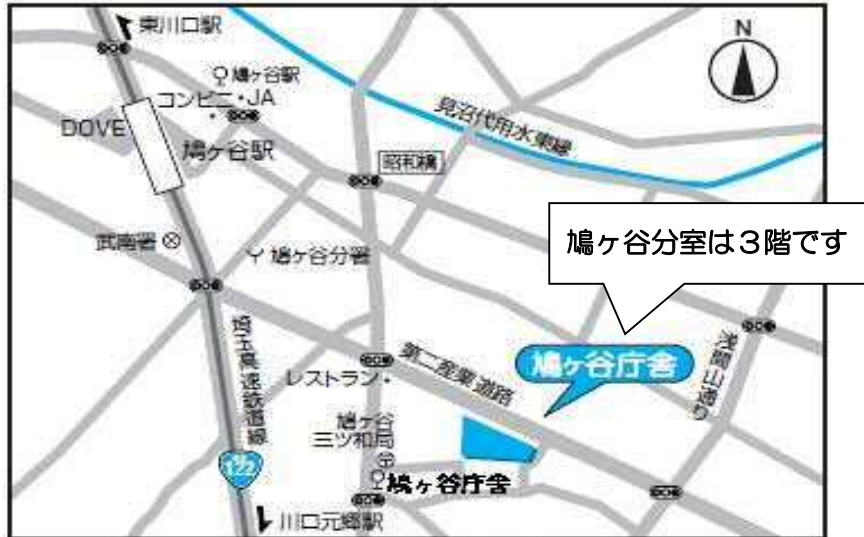 東川口駅
N
鳩ヶ谷駅
コンビニ・JA
DOVE
見沼代用水東縁
鳩ヶ谷駅
昭和橋
武南署
鳩ヶ谷分署
鳩ヶ谷分室は３階です
浅間山通り
第二産業道路
鳩ヶ谷庁舎
埼玉高速鉄道線
レストラン・
鳩ヶ谷
三ツ和局
122
鳩ヶ谷庁舎
川口元郷駅